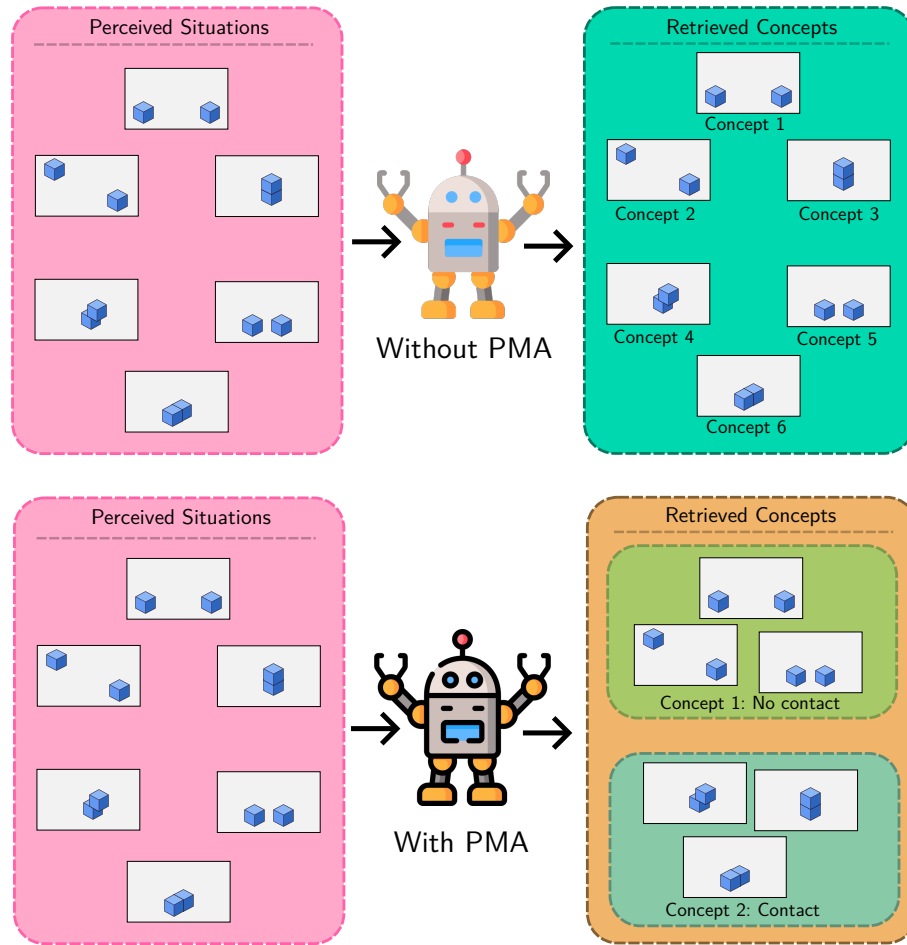 Perceived Situations
Retrieved Concepts
Concept 1
Concept 2
Concept 3
Concept 4
Concept 5
Concept 6
Without PMA
Perceived Situations
Retrieved Concepts
Concept 1: No contact
With PMA
Concept 2: Contact